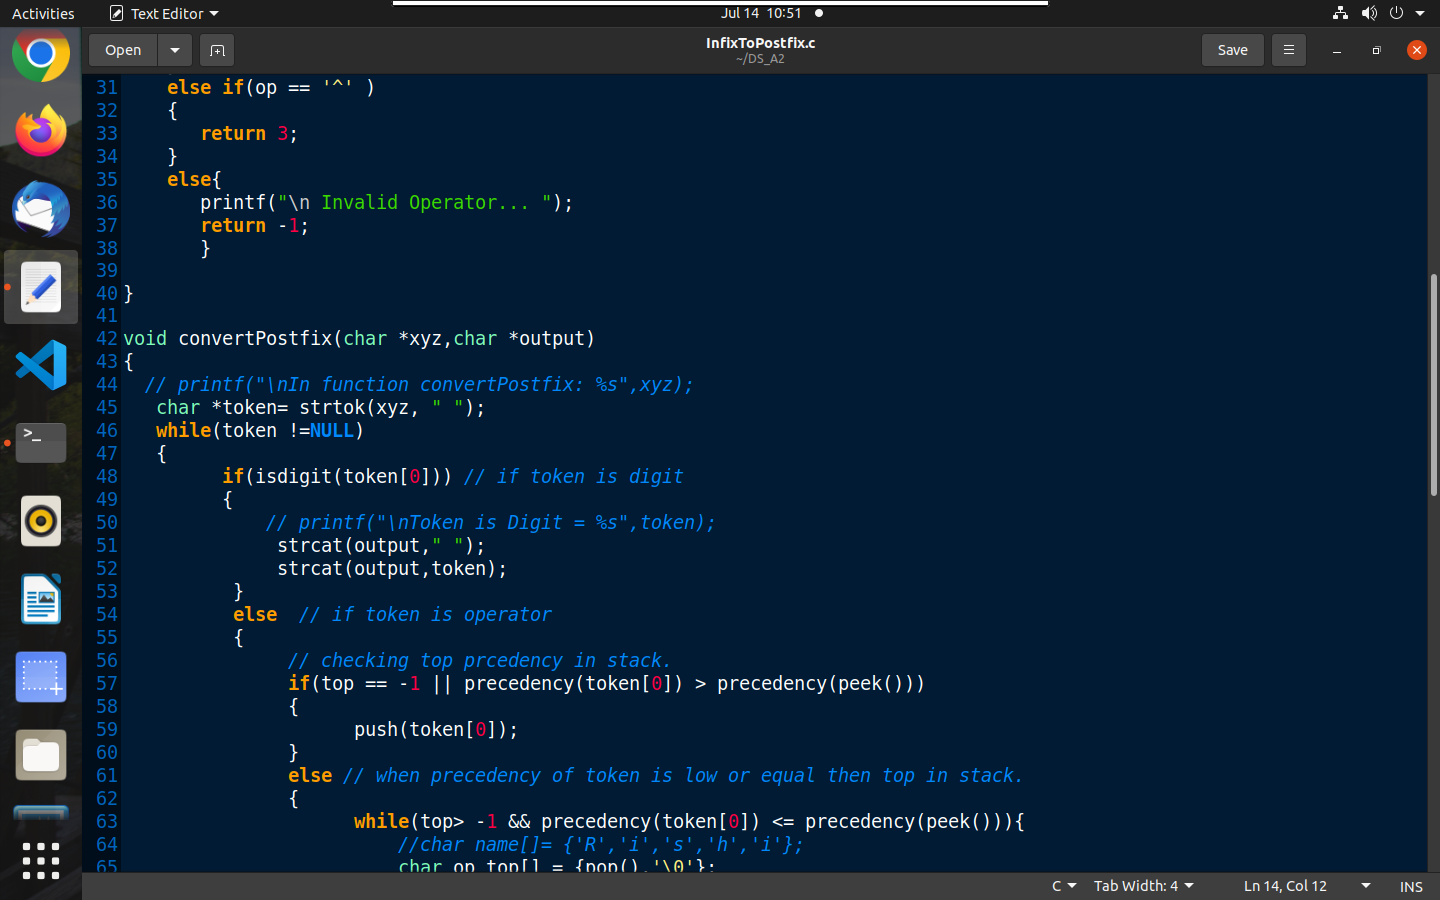 Activities Text Editor Jul 14 10:51
Open InfixToPostfix.c Save
~/DS_A2
31 else if(op == '^' )
32 {
33 return 3;
34 }
35 else{
36 printf("\n Invalid Operator... ");
37 return -1;
38 }
39
40 }
41
42 void convertPostfix(char *xyz,char *output)
43 {
44 // printf("\nIn function convertPostfix: %s",xyz);
45 char *token= strtok(xyz, " ");
46 while(token !=NULL)
47 {
48 if(isdigit(token[0])) // if token is digit
49 {
50 // printf("\nToken is Digit = %s",token);
51 strcat(output," ");
52 strcat(output,token);
53 }
54 else // if token is operator
55 {
56 // checking top prcedency in stack.
57 if(top == -1 || precedency(token[0]) > precedency(peek()))
58 {
59 push(token[0]);
60 }
61 else // when precedency of token is low or equal then top in stack.
62 {
63 while(top> -1 && precedency(token[0]) <= precedency(peek())){
64 //char name[]= {'R','i','s','h','i'};
65 char op_top[] = {pop(),'\0'};
C Tab Width: 4 Ln 14, Col 12 INS